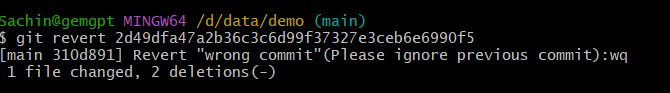 Sachin@gemgpt MINGW64 /d/data/demo (main)
$ git revert 2d49dfa47a2b36c3c6d99f37327e3ceb6e6990f5
[main 310d891] Revert "wrong commit"(Please ignore previous commit):wq
 1 file changed, 2 deletions(-)